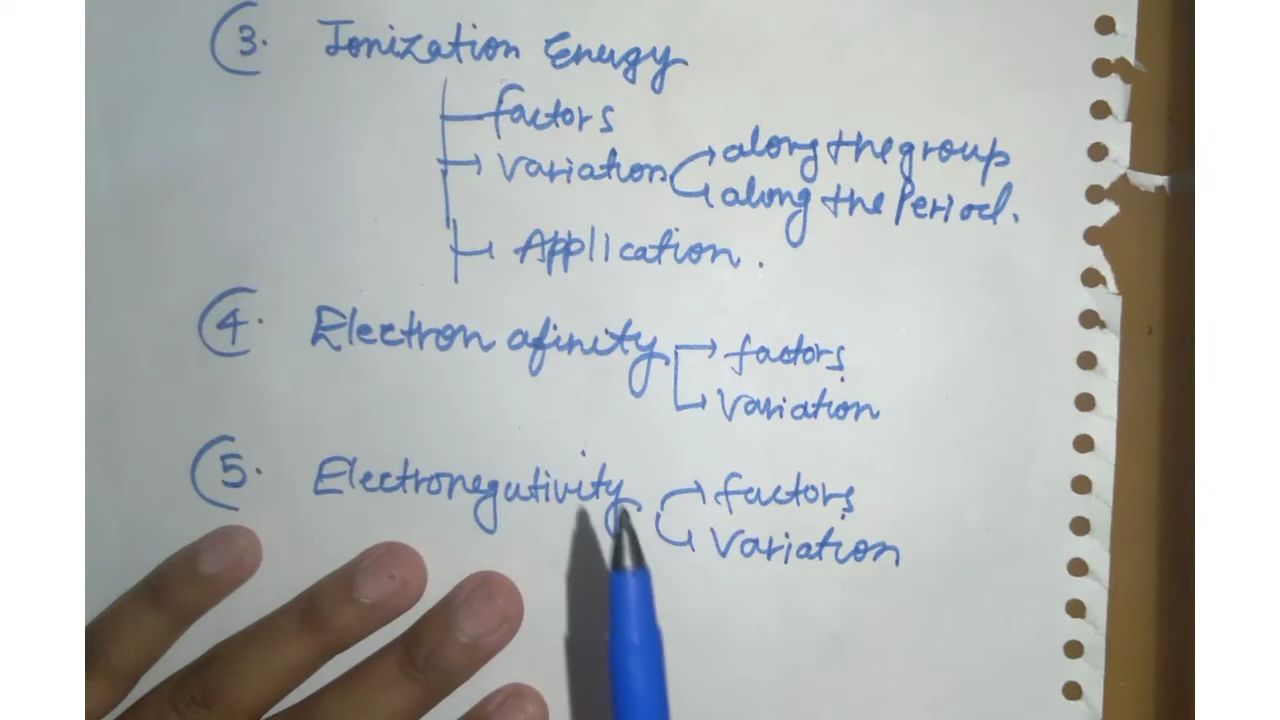 3. Ionization Energy
factors
variation
along the group
along the Period.
Application.
4. Electron afinity
factors
Variation
5. Electronegutivity
factors
Variation